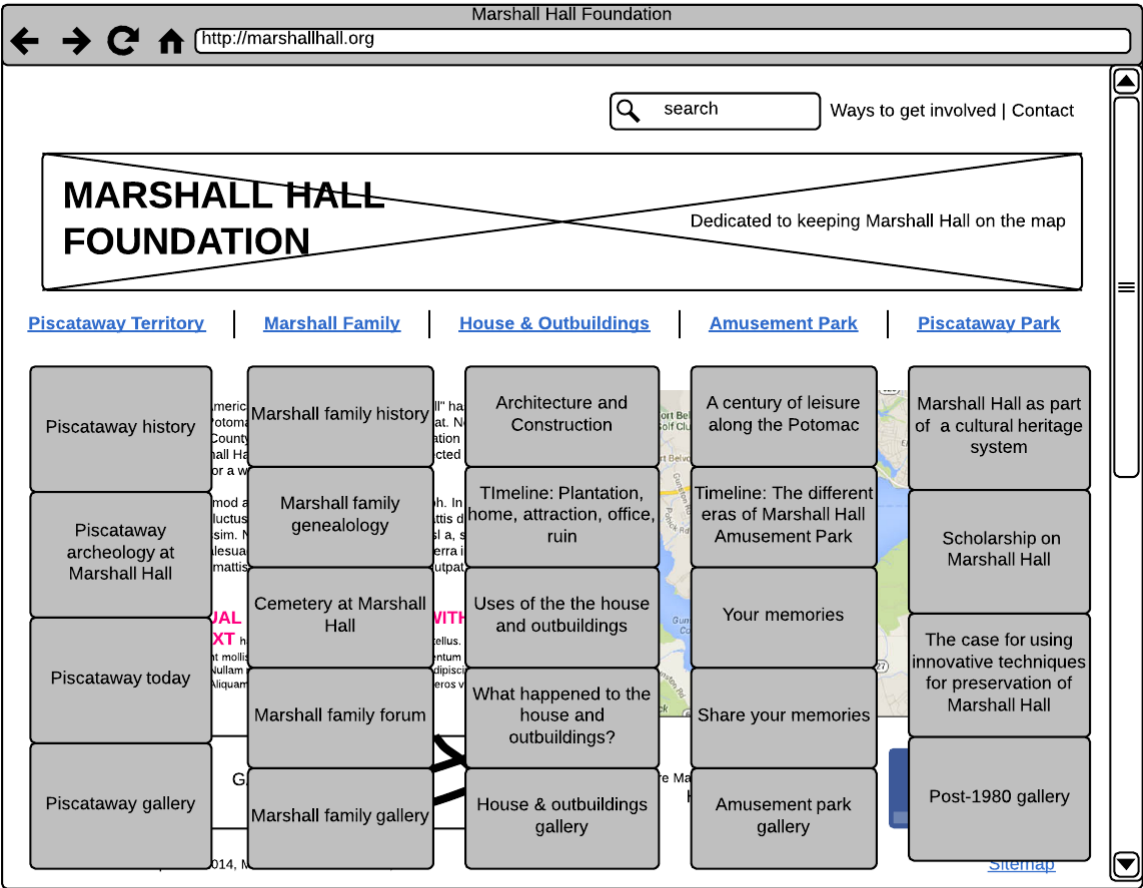 Marshall Hall Foundation
http://marshallhall.org
search
Ways to get involved | Contact
MARSHALL HALL
FOUNDATION
Dedicated to keeping Marshall Hall on the map
Piscataway Territory
Marshall Family
House & Outbuildings
Amusement Park
Piscataway Park
Piscataway history
Piscataway
archeology at
Marshall Hall
Piscataway today
Piscataway gallery
Marshall family history
Marshall family
genealology
Cemetery at Marshall
Hall
Marshall family forum
Marshall family gallery
Architecture and
Construction
TImeline: Plantation,
home, attraction, office,
ruin
Uses of the the house
and outbuildings
What happened to the
house and
outbuildings?
House & outbuildings
gallery
A century of leisure
along the Potomac
Timeline: The different
eras of Marshall Hall
Amusement Park
Your memories
Share your memories
Amusement park
gallery
Marshall Hall as part
of a cultural heritage
system
Scholarship on
Marshall Hall
The case for using
innovative techniques
for preservation of
Marshall Hall
Post-1980 gallery
Sitemap